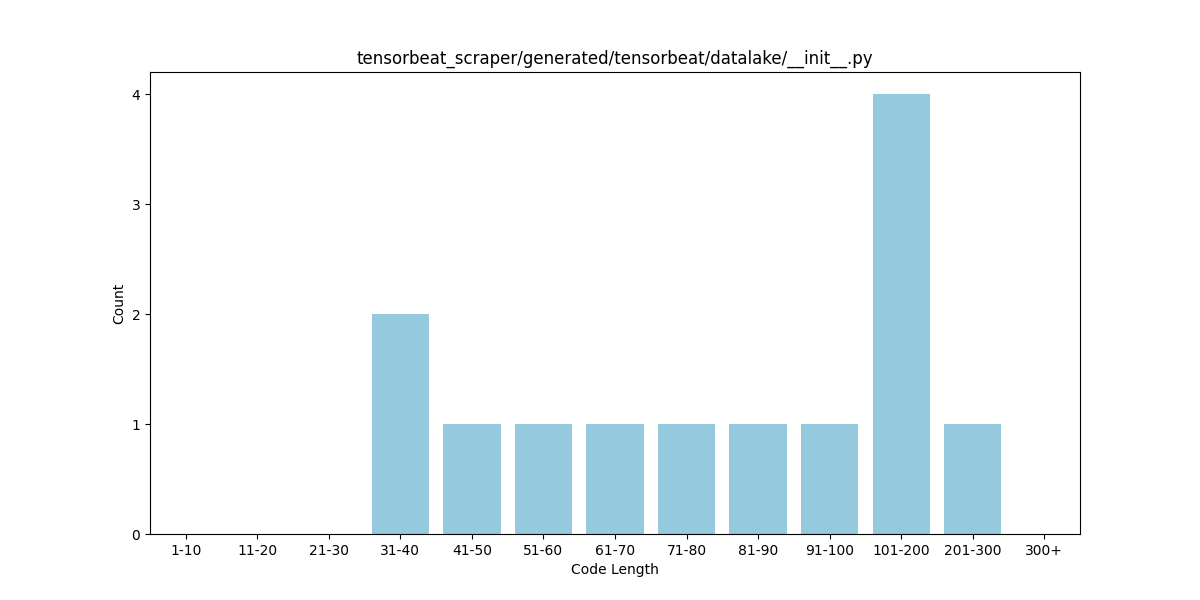 tensorbeat_scraper/generated/tensorbeat/datalake/__init__.py
4
3
2
1
0
Count
1-10 11-20 21-30 31-40 41-50 51-60 61-70 71-80 81-90 91-100 101-200 201-300 300+
Code Length